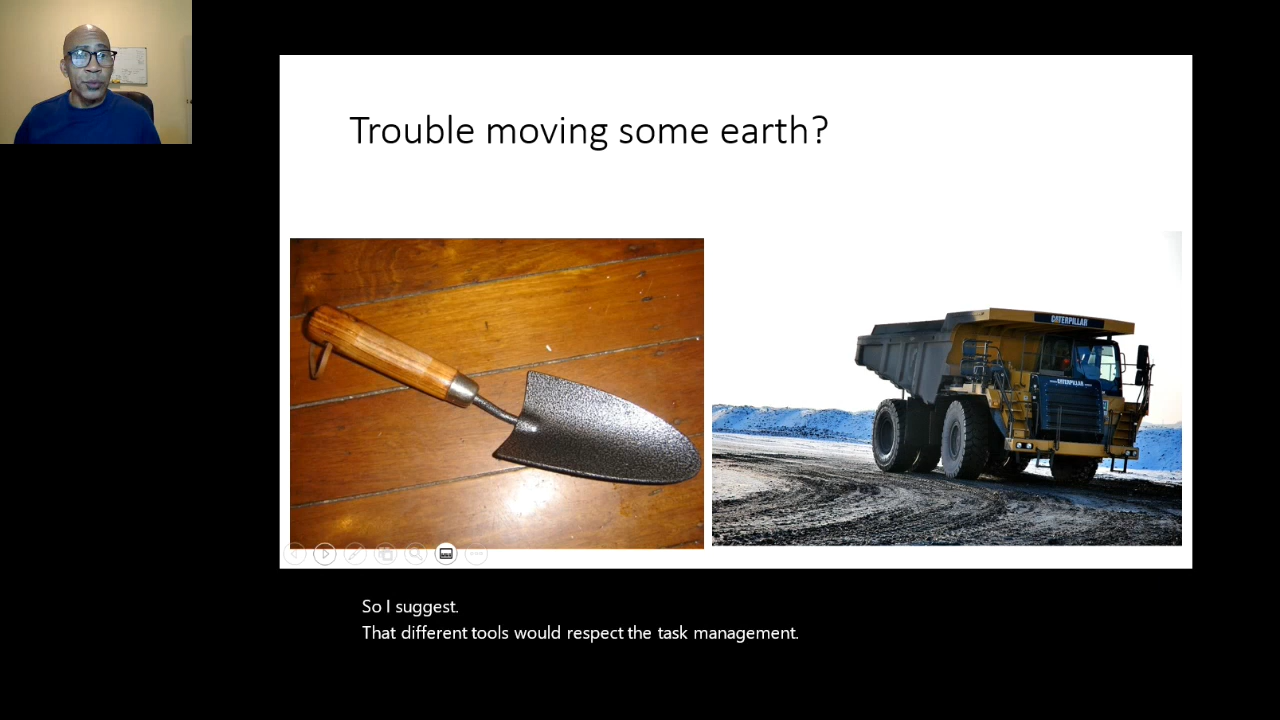 Trouble moving some earth?
CATERPILLAR
CATERPILLAR
So I suggest.
That different tools would respect the task management.